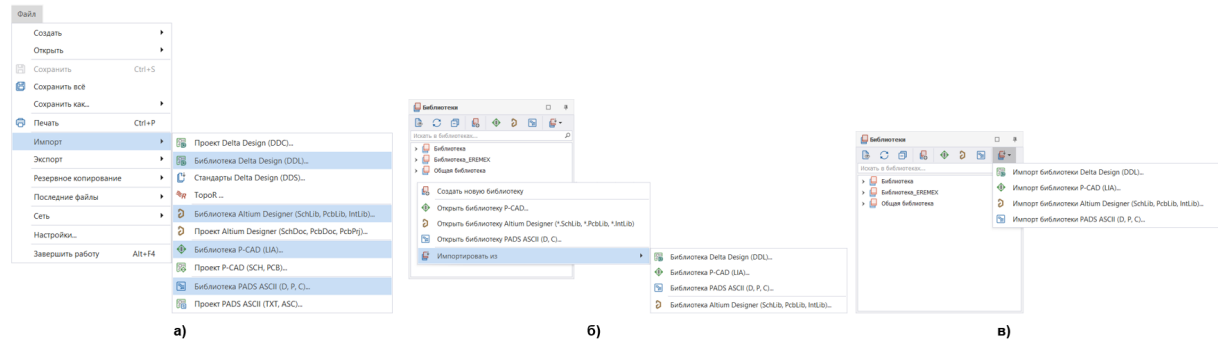 Файл
Создать
Открыть
Сохранить Ctrl+S
Сохранить всё
Сохранить как...
Печать Ctrl+P
Импорт
Экспорт
Резервное копирование
Последние файлы
Сеть
Настройки...
Завершить работу Alt+F4
Проект Delta Design (DDC)...
Библиотека Delta Design (DDL)...
Стандарты Delta Design (DDS)...
TopoR ...
Библиотека Altium Designer (SchLib, PcbLib, IntLib)...
Проект Altium Designer (SchDoc, PcbDoc, PcbPrj)...
Библиотека P-CAD (LIA)...
Проект P-CAD (SCH, PCB)...
Библиотека PADS ASCII (D, P, C)...
Проект PADS ASCII (TXT, ASC)...
а)
Библиотеки
Искать в библиотеках...
Библиотека
Библиотека_EREMEX
Общая библиотека
Создать новую библиотеку
Открыть библиотеку P-CAD...
Открыть библиотеку Altium Designer (*.SchLib, *.PcbLib, *.IntLib)
Открыть библиотеку PADS ASCII (D, C)...
Импортировать из
Библиотека Delta Design (DDL)...
Библиотека P-CAD (LIA)...
Библиотека PADS ASCII (D, P, C)...
Библиотека Altium Designer (SchLib, PcbLib, IntLib)...
б)
Библиотеки
Искать в библиотеках...
Библиотека
Библиотека_EREMEX
Общая библиотека
Импорт библиотеки Delta Design (DDL)...
Импорт библиотеки P-CAD (LIA)...
Импорт библиотеки Altium Designer (SchLib, PcbLib, IntLib)...
Импорт библиотеки PADS ASCII (D, P, C)...
в)